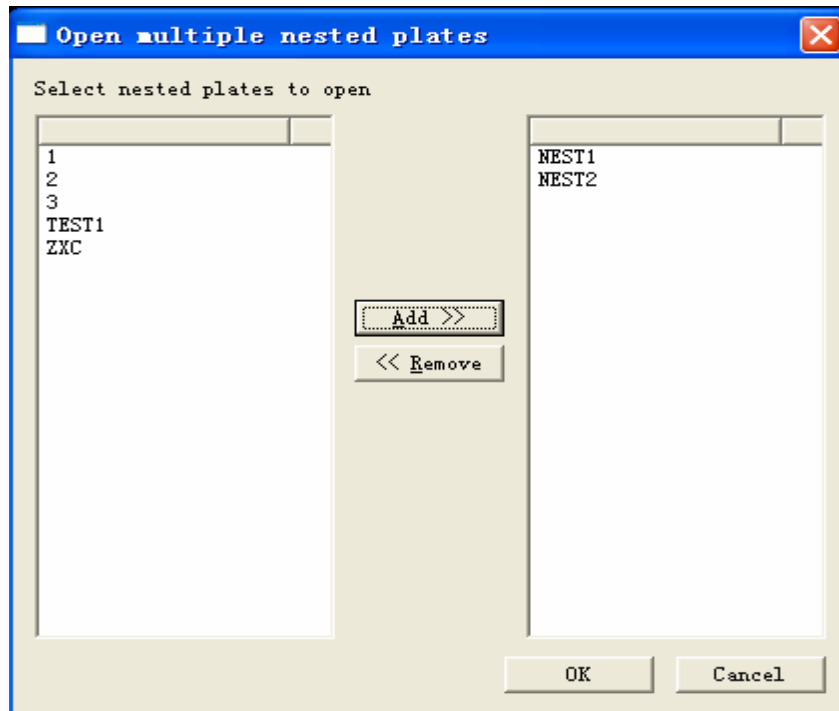 Open multiple nested plates
Select nested plates to open
1
2
3
TEST1
ZXC
Add >>
<< Remove
NEST1
NEST2
OK
Cancel